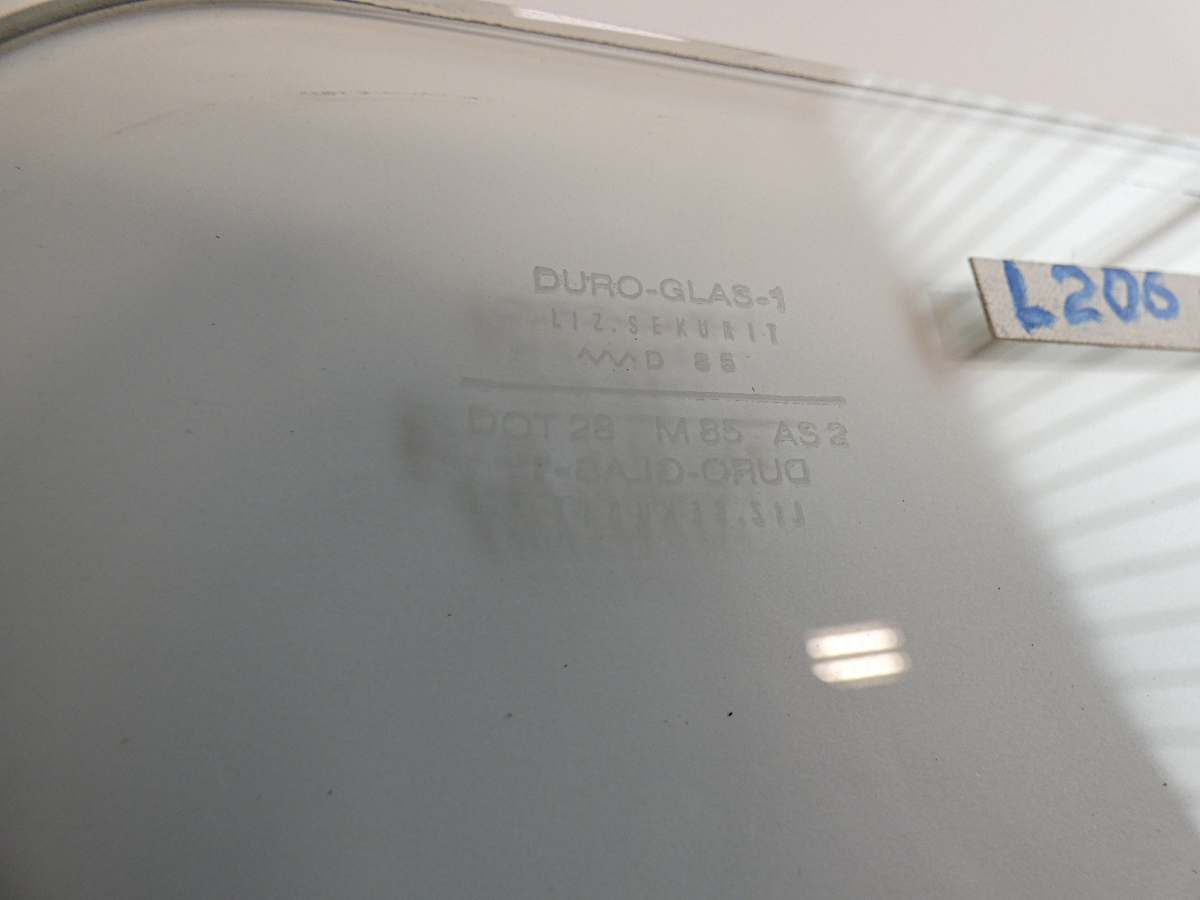 DURO-GLAS-1
LIZ. SEKURIT
D 85
DOT 28 M 85 AS 2
L206